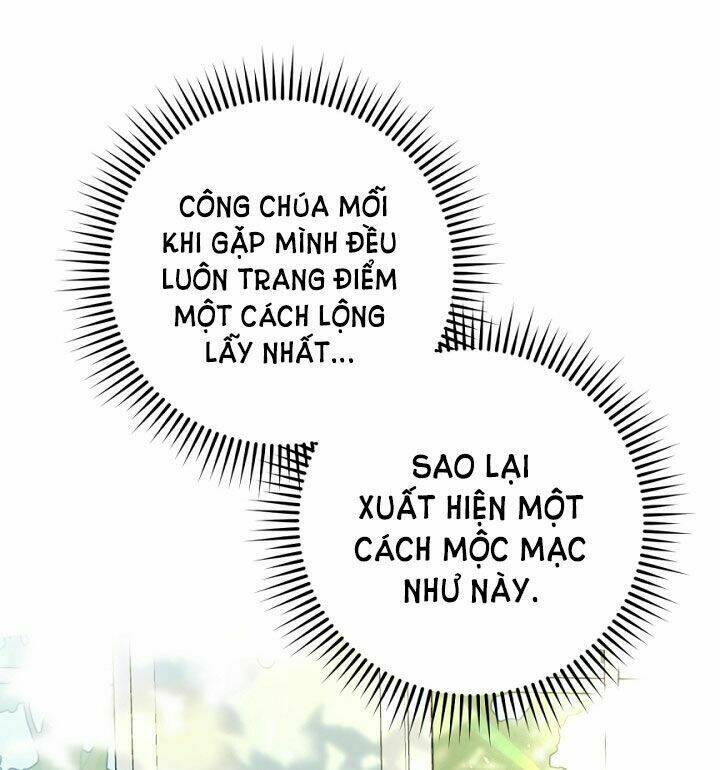 CÔNG CHÚA MỖI
KHI GẶP MÌNH ĐỀU
LUÔN TRANG ĐIỂM
MỘT CÁCH LỘNG
LẪY NHẤT...
SAO LẠI
XUẤT HIỆN MỘT
CÁCH MỘC MẠC
NHƯ NÀY.